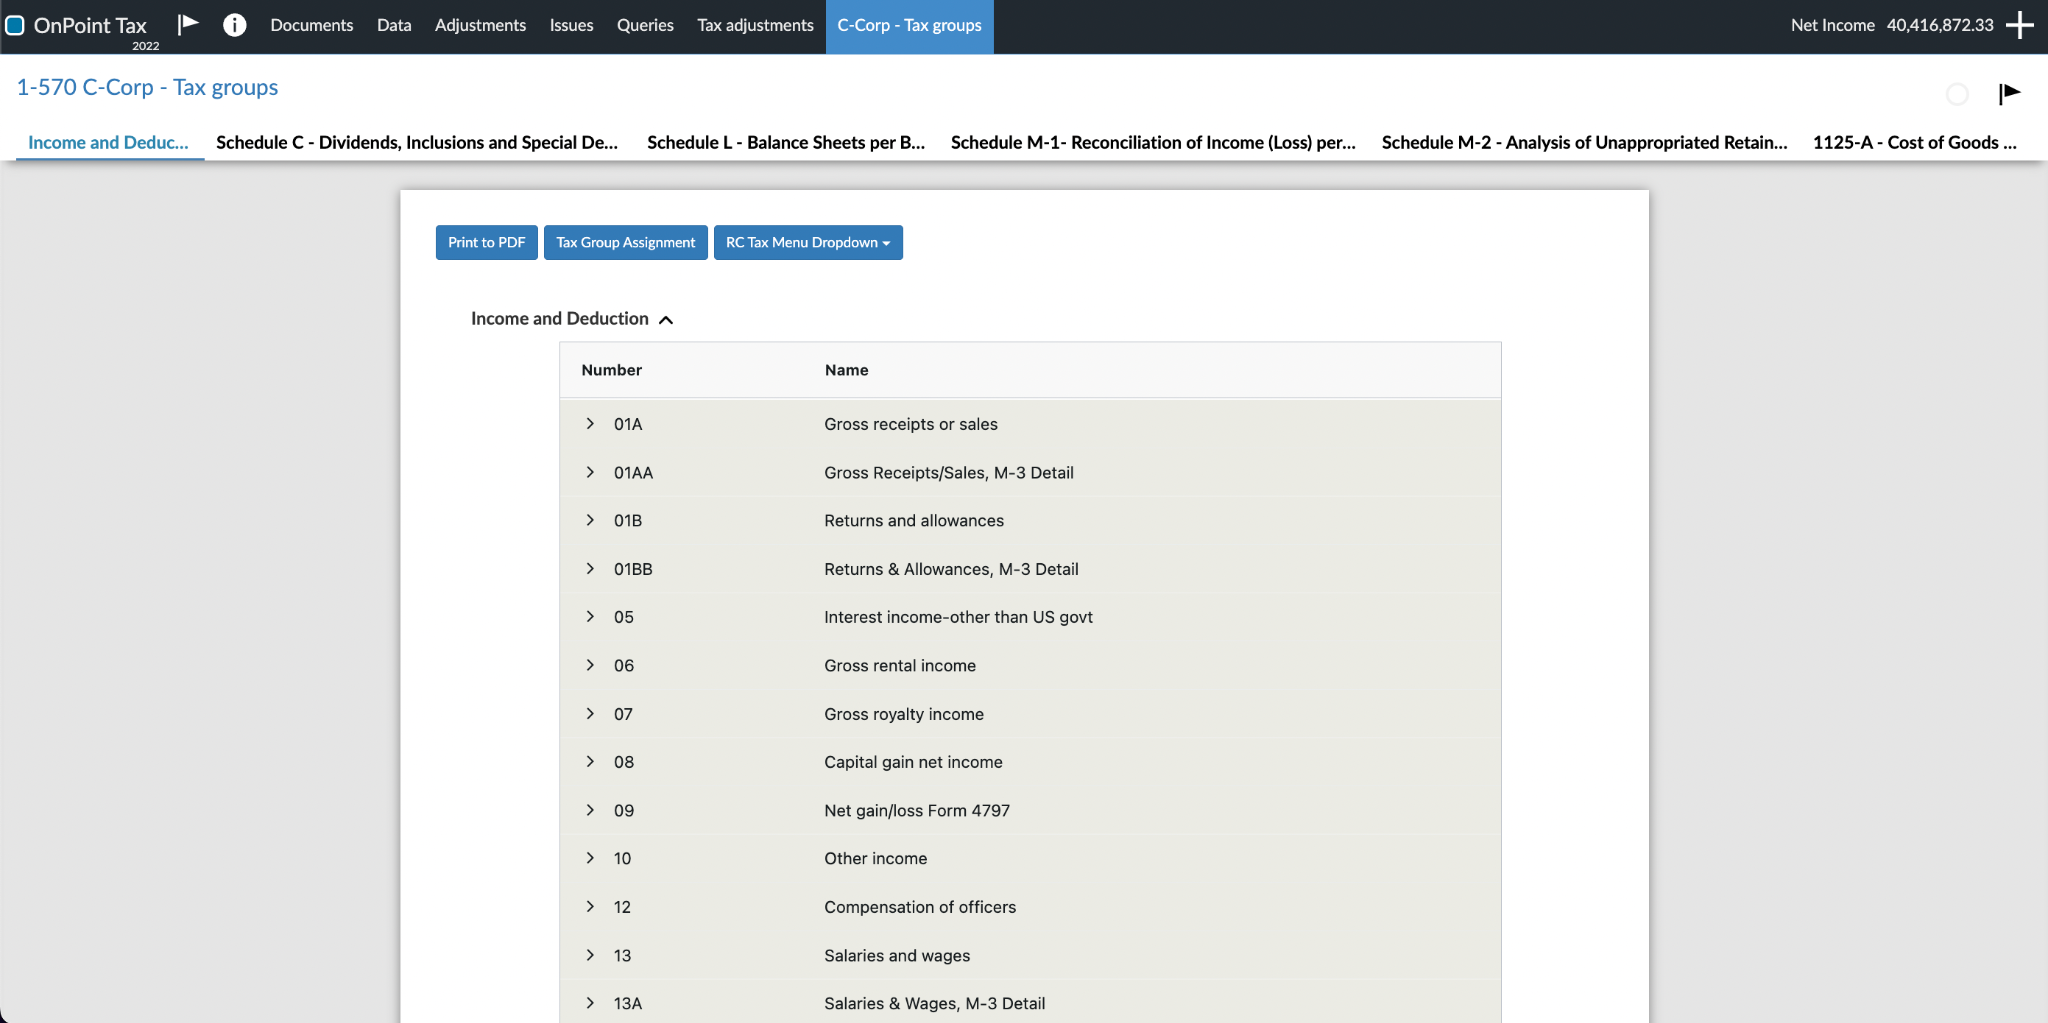 OnPoint Tax Documents Data Adjustments Issues Queries Tax adjustments C-Corp - Tax groups Net Income 40,416,872.33
2022
1-570 C-Corp - Tax groups
Income and Deduc... Schedule C - Dividends, Inclusions and Special De... Schedule L - Balance Sheets per B... Schedule M-1- Reconciliation of Income (Loss) per... Schedule M-2 - Analysis of Unappropriated Retain... 1125-A - Cost of Goods ...
Print to PDF Tax Group Assignment RC Tax Menu Dropdown
Income and Deduction
Number Name
01A Gross receipts or sales
01AA Gross Receipts/Sales, M-3 Detail
01B Returns and allowances
01BB Returns & Allowances, M-3 Detail
05 Interest income-other than US govt
06 Gross rental income
07 Gross royalty income
08 Capital gain net income
09 Net gain/loss Form 4797
10 Other income
12 Compensation of officers
13 Salaries and wages
13A Salaries & Wages, M-3 Detail